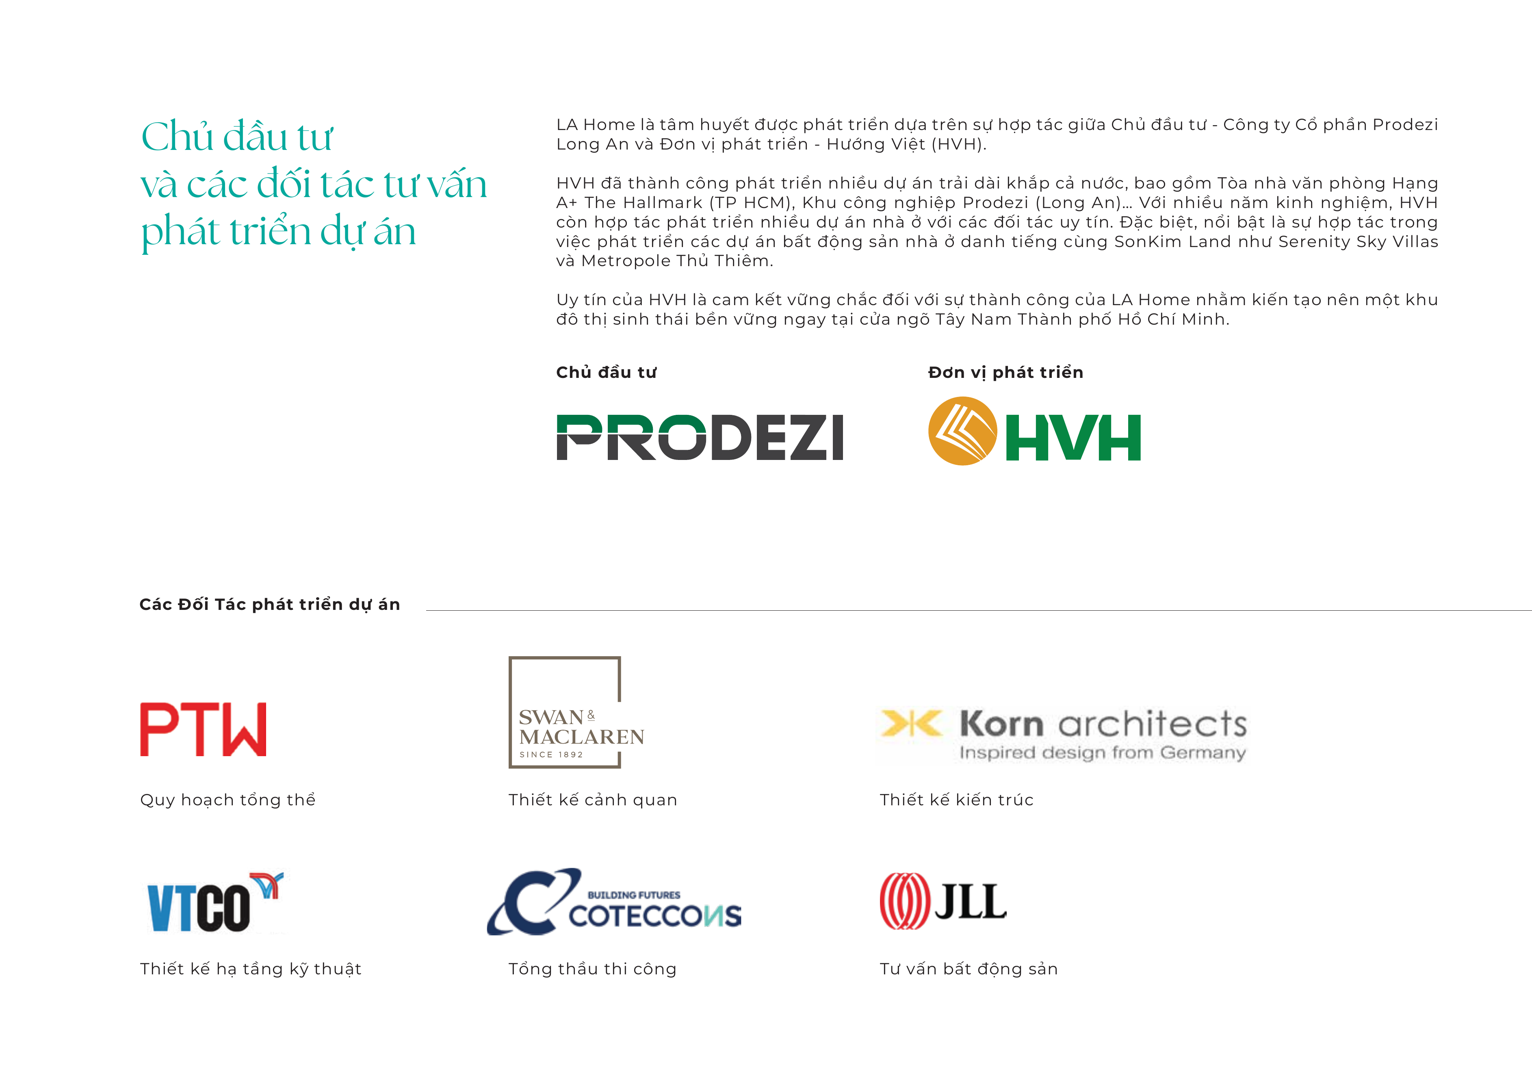 Chủ đầu tư
và các đối tác tư vấn
phát triển dự án
LA Home là tâm huyết được phát triển dựa trên sự hợp tác giữa Chủ đầu tư - Công ty Cổ phần Prodezi
Long An và Đơn vị phát triển - Hướng Việt (HVH).
HVH đã thành công phát triển nhiều dự án trải dài khắp cả nước, bao gồm Tòa nhà văn phòng Hạng
A+ The Hallmark (TP HCM), Khu công nghiệp Prodezi (Long An)... Với nhiều năm kinh nghiệm, HVH
còn hợp tác phát triển nhiều dự án nhà ở với các đối tác uy tín. Đặc biệt, nổi bật là sự hợp tác trong
việc phát triển các dự án bất động sản nhà ở danh tiếng cùng SonKim Land như Serenity Sky Villas
và Metropole Thủ Thiêm.
Uy tín của HVH là cam kết vững chắc đối với sự thành công của LA Home nhằm kiến tạo nên một khu
đô thị sinh thái bền vững ngay tại cửa ngõ Tây Nam Thành phố Hồ Chí Minh.
Chủ đầu tư
PRODEZI
Đơn vị phát triển
HVH
Các Đối Tác phát triển dự án
PTW
Quy hoạch tổng thể
SWAN &
MACLAREN
SINCE 1892
Thiết kế cảnh quan
Korn architects
Inspired design from Germany
Thiết kế kiến trúc
VTCO
Thiết kế hạ tầng kỹ thuật
BUILDING FUTURES
COTECCONS
Tổng thầu thi công
JLL
Tư vấn bất động sản